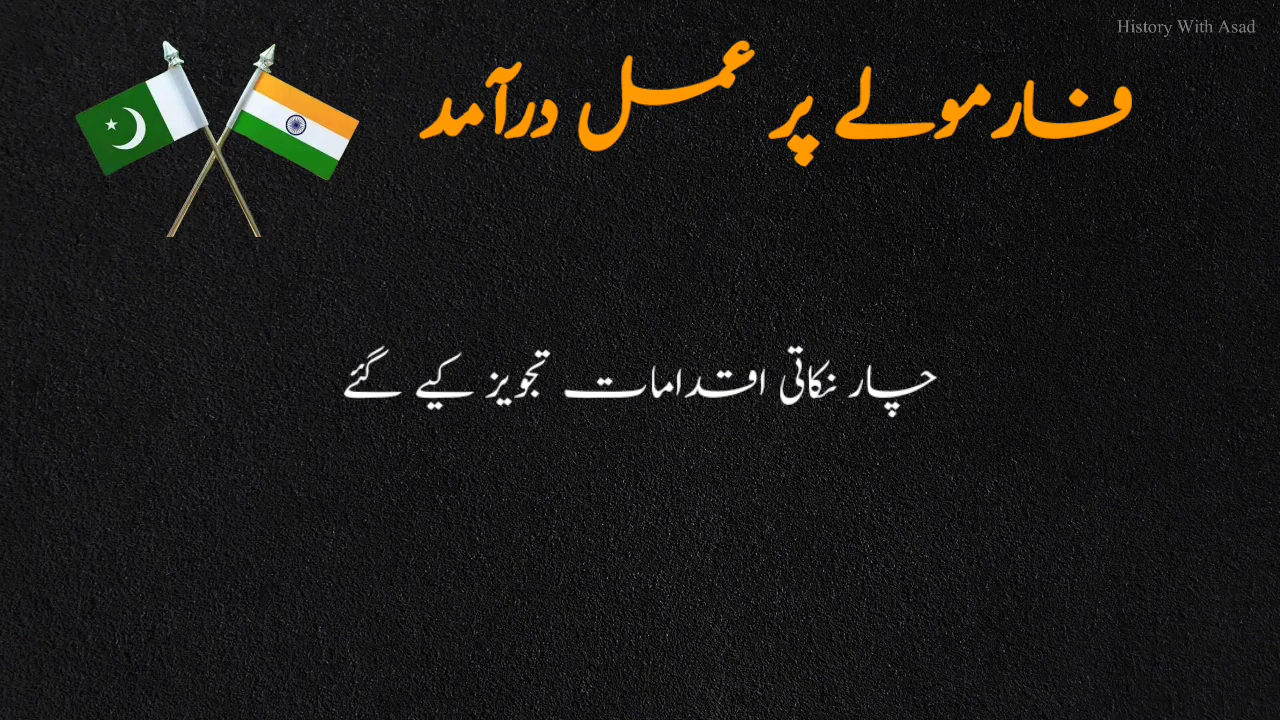 History With Asad
فارمولے پر عمل درآمد
چار نکاتی اقدامات تجویز کیے گئے